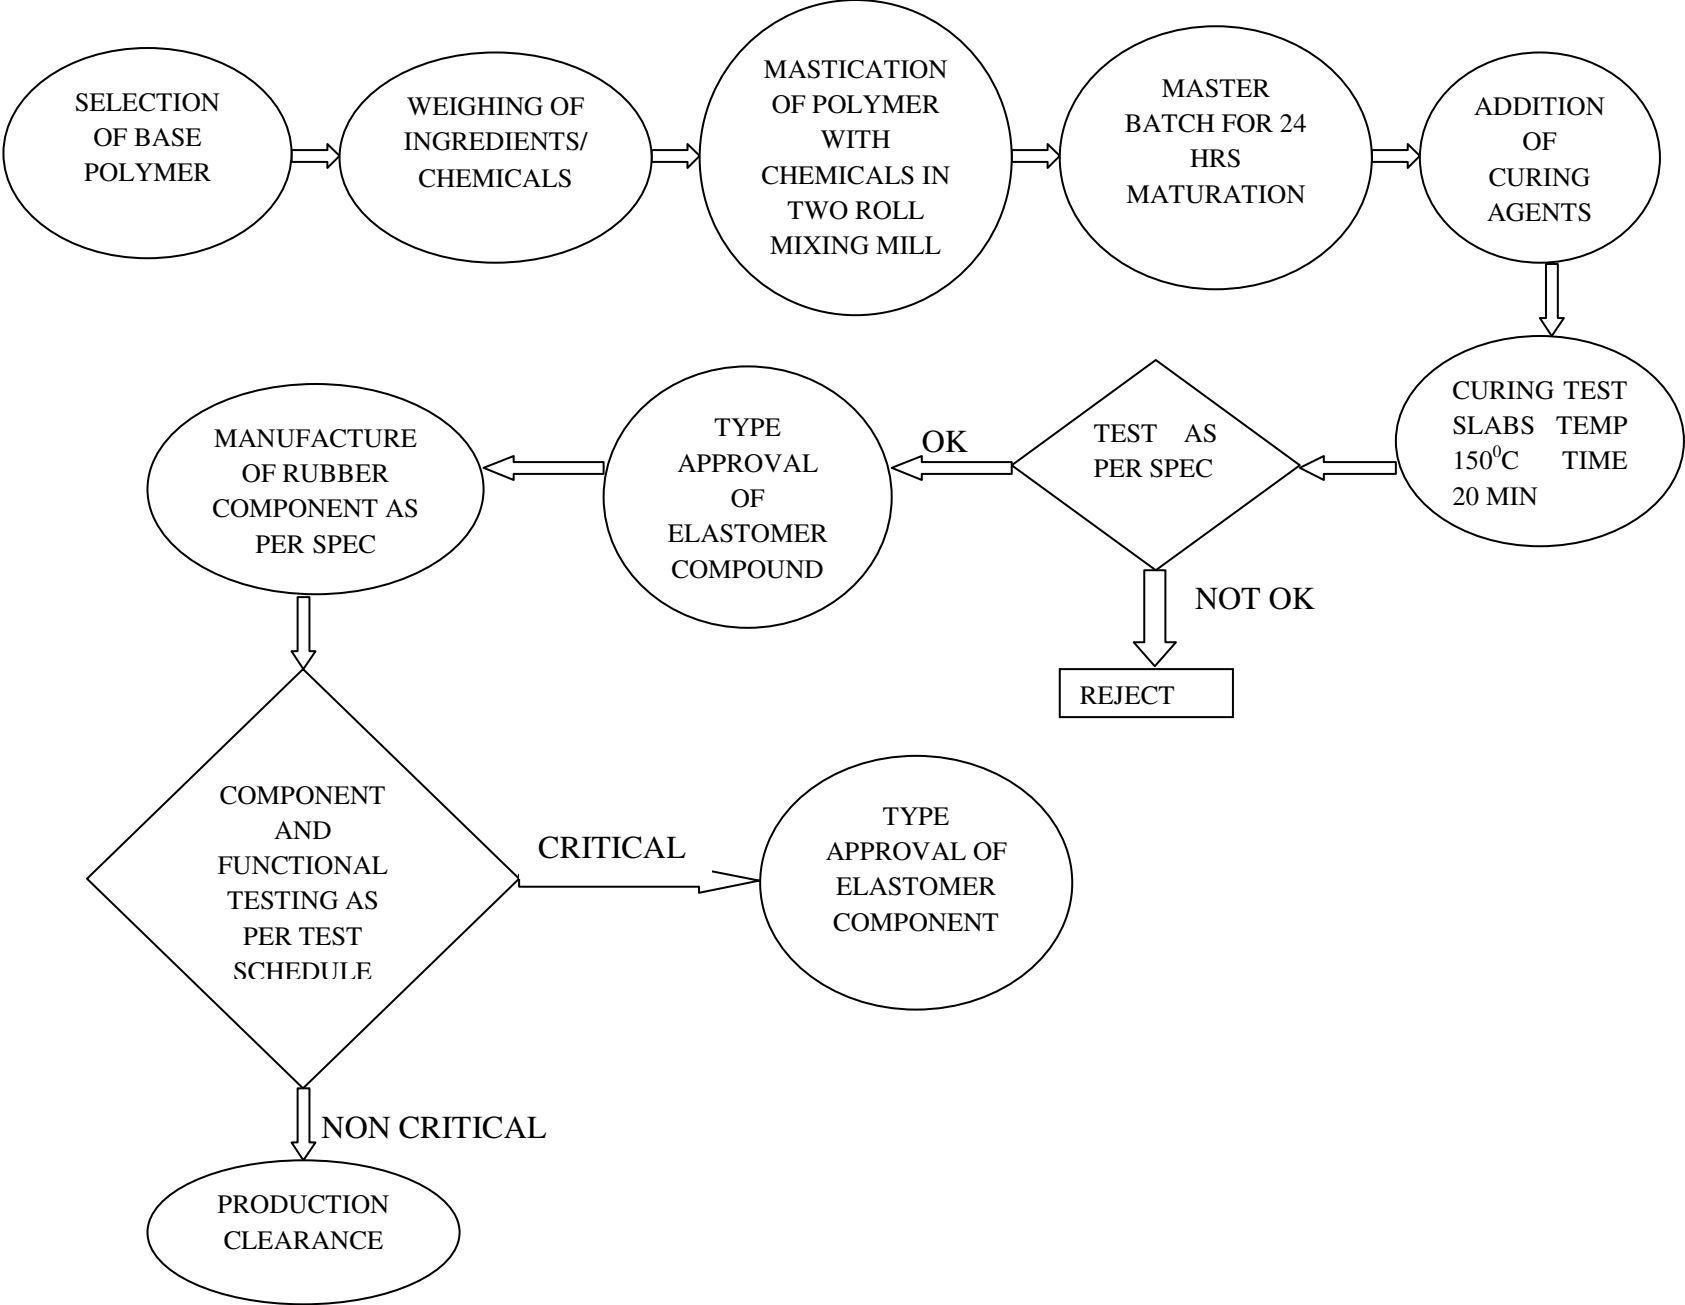 SELECTION
OF BASE
POLYMER
WEIGHING OF
INGREDIENTS/
CHEMICALS
MASTICATION
OF POLYMER
WITH
CHEMICALS IN
TWO ROLL
MIXING MILL
MASTER
BATCH FOR 24
HRS
MATURATION
ADDITION
OF
CURING
AGENTS
CURING TEST
SLABS TEMP
150⁰C TIME
20 MIN
TEST AS
PER SPEC
OK
NOT OK
REJECT
TYPE
APPROVAL
OF
ELASTOMER
COMPOUND
MANUFACTURE
OF RUBBER
COMPONENT AS
PER SPEC
COMPONENT
AND
FUNCTIONAL
TESTING AS
PER TEST
SCHEDULE
CRITICAL
TYPE
APPROVAL OF
ELASTOMER
COMPONENT
NON CRITICAL
PRODUCTION
CLEARANCE